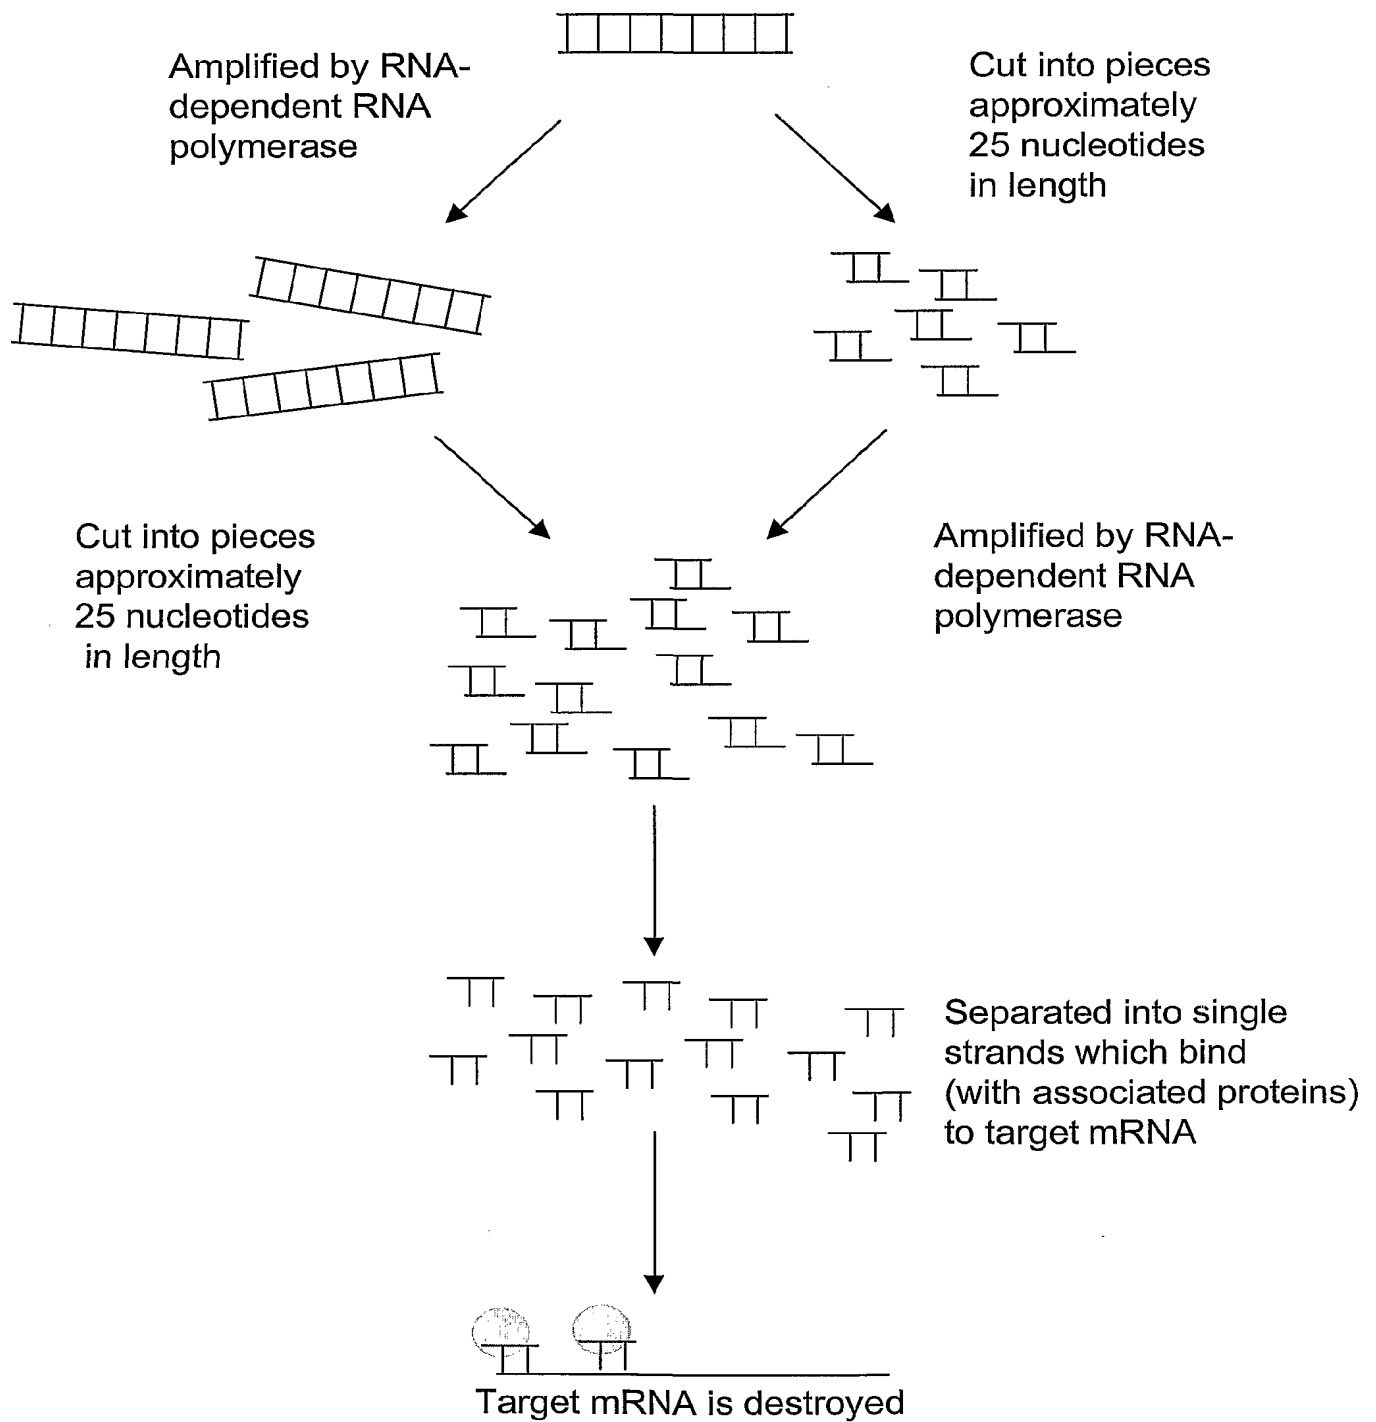 Amplified by RNA-
dependent RNA
polymerase
Cut into pieces
approximately
25 nucleotides
in length
Cut into pieces
approximately
25 nucleotides
in length
Amplified by RNA-
dependent RNA
polymerase
Separated into single
strands which bind
(with associated proteins)
to target mRNA
Target mRNA is destroyed